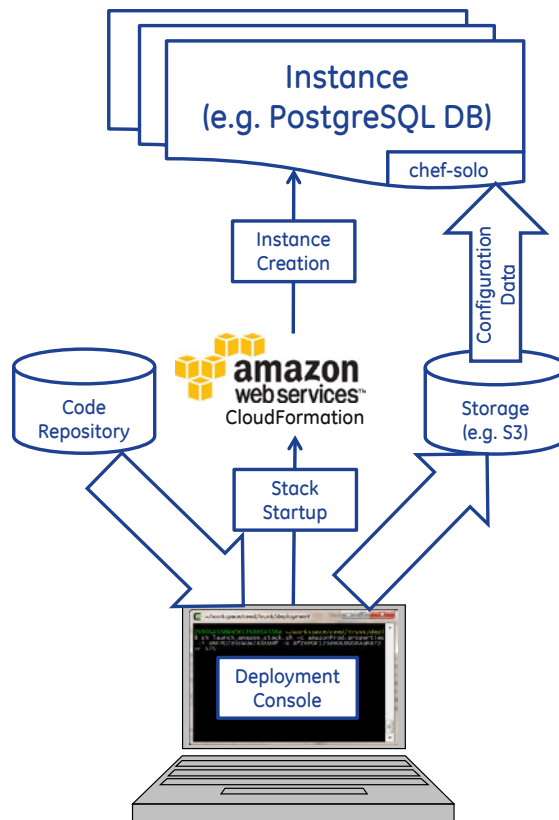 Instance
(e.g. PostgreSQL DB)
chef-solo
Instance
Creation
Configuration
Data
amazon
web services™
CloudFormation
Code
Repository
Storage
(e.g. S3)
Stack
Startup
Deployment
Console